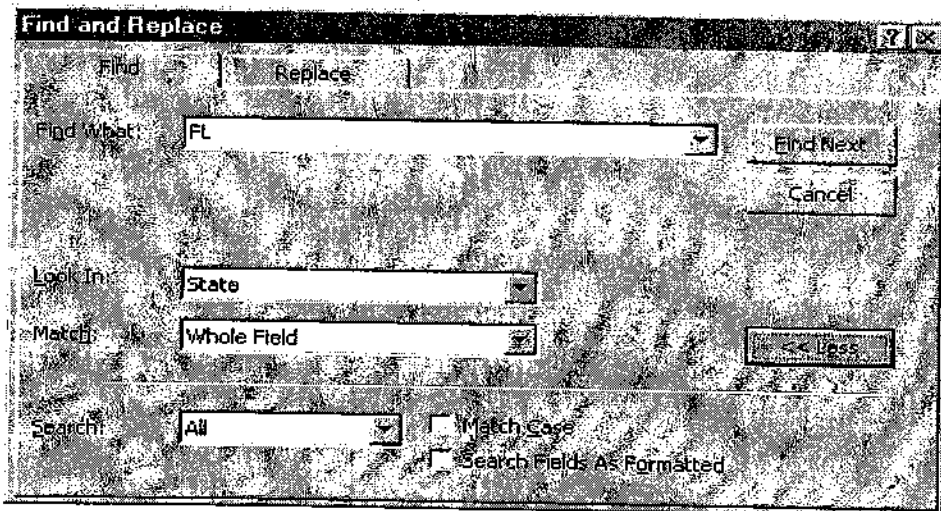 Find and Replace ? ×
Find Replace
Find What: FL Find Next
Cancel
Look In: State
Match: Whole Field << Less
Search: All Match Case
Search Fields As Formatted